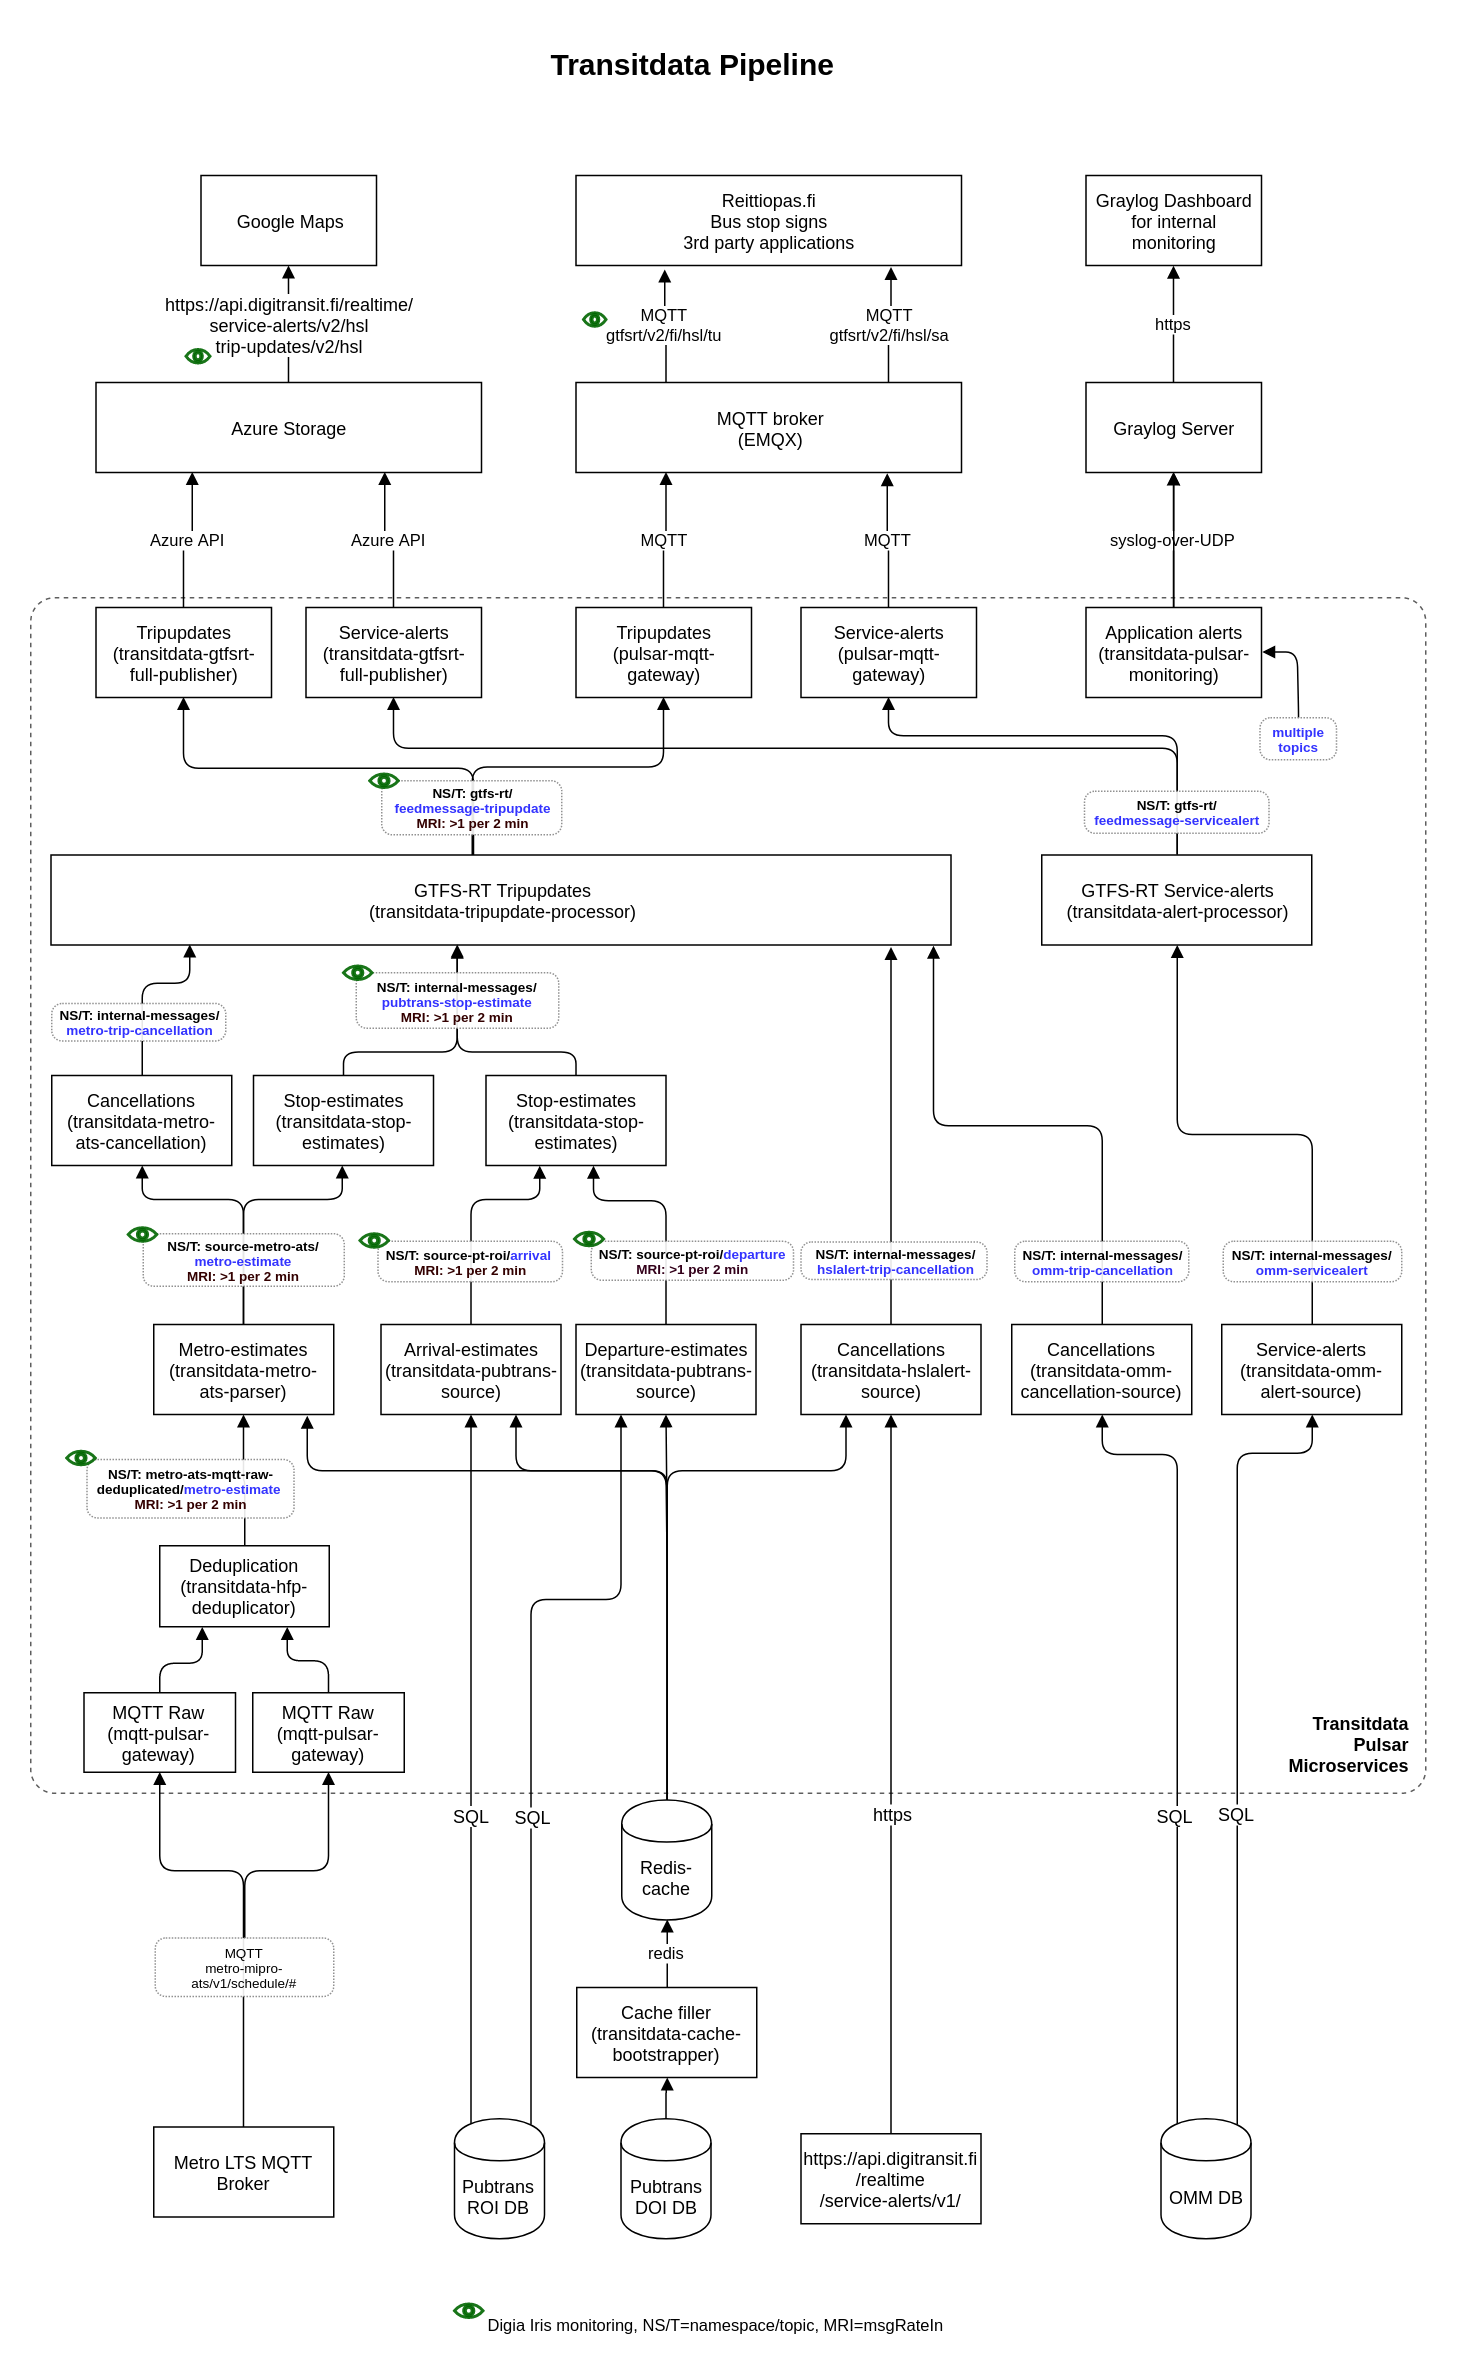 Transitdata Pipeline
Google Maps
Reittiopas.fi
Bus stop signs
3rd party applications
Graylog Dashboard
for internal
monitoring
https://api.digitransit.fi/realtime/
service-alerts/v2/hsl
trip-updates/v2/hsl
MQTT
gtfsrt/v2/fi/hsl/tu
MQTT
gtfsrt/v2/fi/hsl/sa
https
Azure Storage
MQTT broker
(EMQX)
Graylog Server
Azure API
Azure API
MQTT
MQTT
syslog-over-UDP
Tripupdates
(transitdata-gtfsrt-
full-publisher)
Service-alerts
(transitdata-gtfsrt-
full-publisher)
Tripupdates
(pulsar-mqtt-
gateway)
Service-alerts
(pulsar-mqtt-
gateway)
Application alerts
(transitdata-pulsar-
monitoring)
multiple
topics
NS/T: gtfs-rt/
feedmessage-tripupdate
MRI: >1 per 2 min
NS/T: gtfs-rt/
feedmessage-servicealert
GTFS-RT Tripupdates
(transitdata-tripupdate-processor)
GTFS-RT Service-alerts
(transitdata-alert-processor)
NS/T: internal-messages/
metro-trip-cancellation
NS/T: internal-messages/
pubtrans-stop-estimate
MRI: >1 per 2 min
Cancellations
(transitdata-metro-
ats-cancellation)
Stop-estimates
(transitdata-stop-
estimates)
Stop-estimates
(transitdata-stop-
estimates)
NS/T: source-metro-ats/
metro-estimate
MRI: >1 per 2 min
NS/T: source-pt-roi/arrival
MRI: >1 per 2 min
NS/T: source-pt-roi/departure
MRI: >1 per 2 min
NS/T: internal-messages/
hslalert-trip-cancellation
NS/T: internal-messages/
omm-trip-cancellation
NS/T: internal-messages/
omm-servicealert
Metro-estimates
(transitdata-metro-
ats-parser)
Arrival-estimates
(transitdata-pubtrans-
source)
Departure-estimates
(transitdata-pubtrans-
source)
Cancellations
(transitdata-hslalert-
source)
Cancellations
(transitdata-omm-
cancellation-source)
Service-alerts
(transitdata-omm-
alert-source)
NS/T: metro-ats-mqtt-raw-
deduplicated/metro-estimate
MRI: >1 per 2 min
Deduplication
(transitdata-hfp-
deduplicator)
MQTT Raw
(mqtt-pulsar-
gateway)
MQTT Raw
(mqtt-pulsar-
gateway)
Transitdata
Pulsar
Microservices
SQL
SQL
https
SQL
SQL
Redis-
cache
redis
MQTT
metro-mipro-
ats/v1/schedule/#
Cache filler
(transitdata-cache-
bootstrapper)
Metro LTS MQTT
Broker
Pubtrans
ROI DB
Pubtrans
DOI DB
https://api.digitransit.fi
/realtime
/service-alerts/v1/
OMM DB
Digia Iris monitoring, NS/T=namespace/topic, MRI=msgRateIn